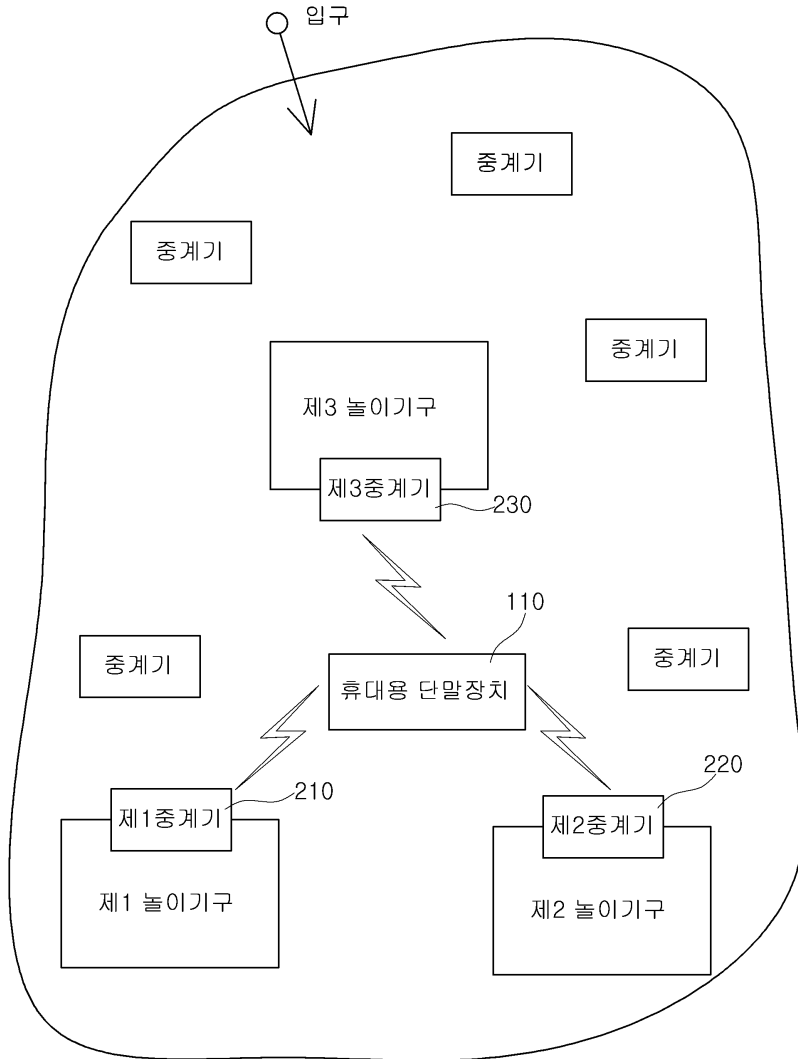 입구
중계기
중계기
중계기
제3 놀이기구
제3중계기
230
110
중계기
중계기
휴대용 단말장치
220
210
제1중계기
제2중계기
제1 놀이기구
제2 놀이기구